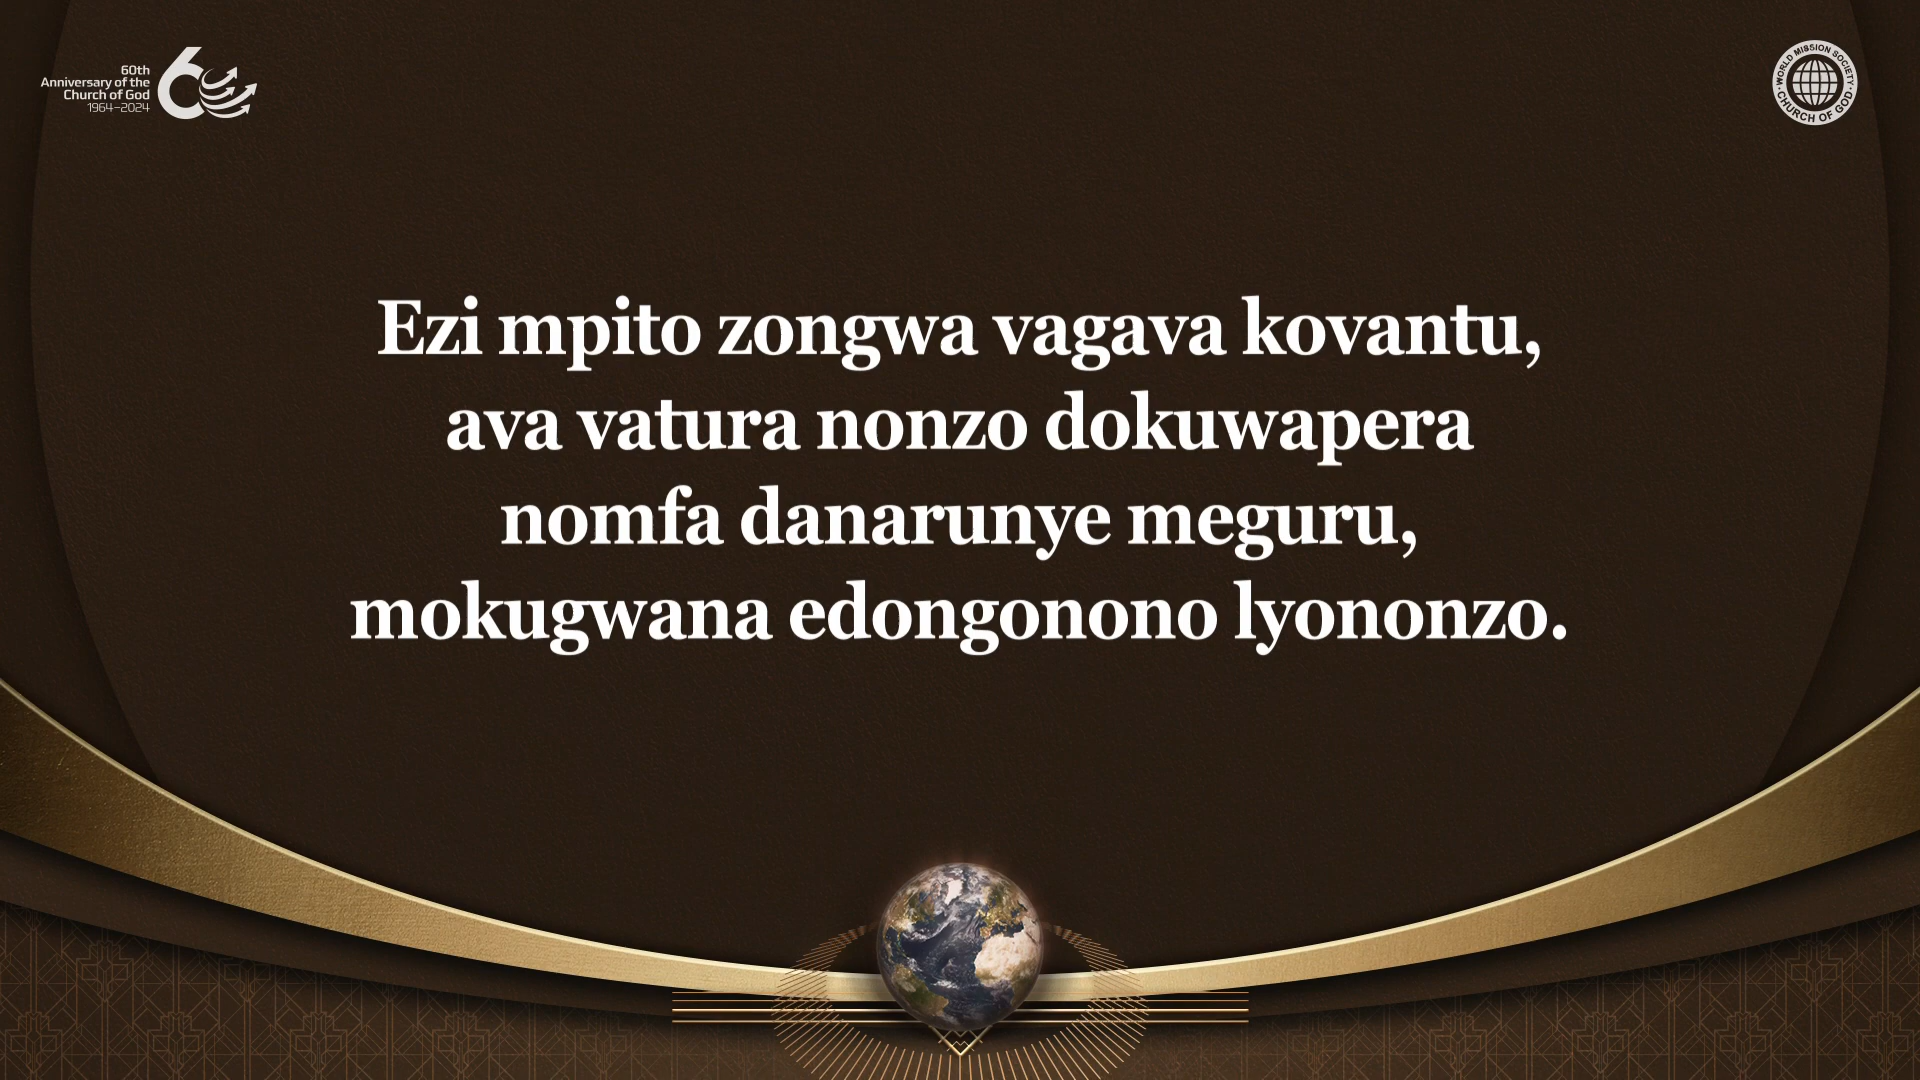 60th
Anniversary of the
Church of God
1964–2024
60
WORLD MISSION SOCIETY
CHURCH OF GOD
Ezi mpito zongwa vagava kovantu,
ava vatura nonzo dokuwapera
nomfa danarunye meguru,
mokugwana edongonono lyononzo.